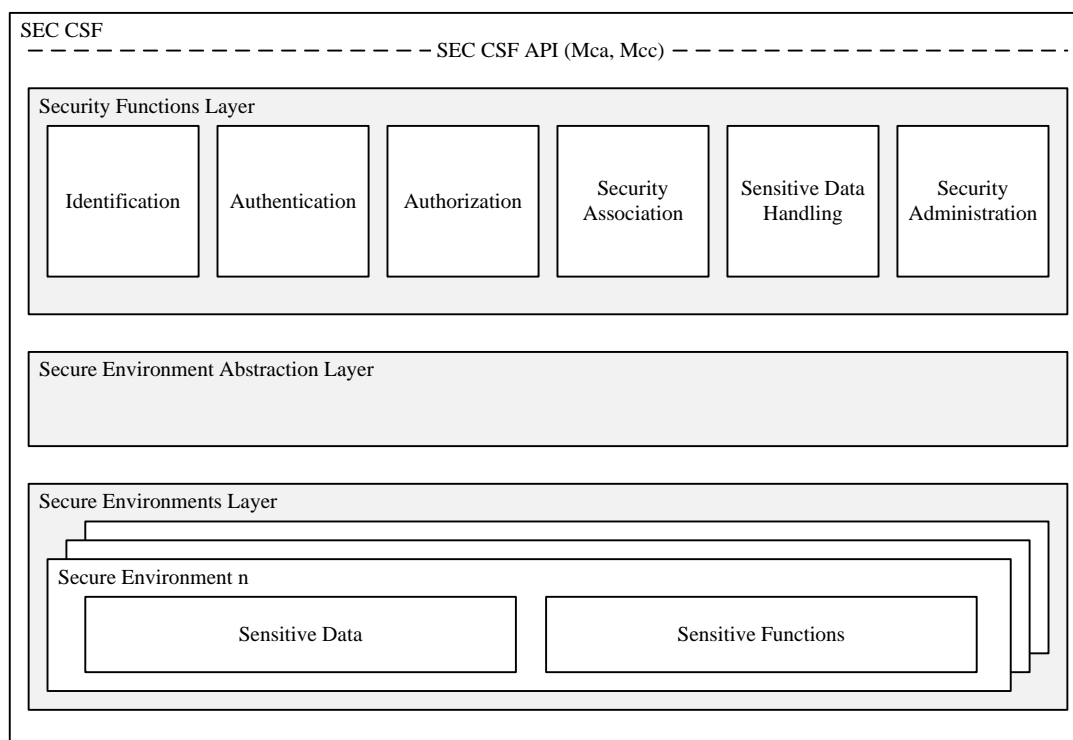 SEC CSF
SEC CSF API (Mca, Mcc)
Security Functions Layer
Identification
Authentication
Authorization
Security
Association
Sensitive Data
Handling
Security
Administration
Secure Environment Abstraction Layer
Secure Environments Layer
Secure Environment n
Sensitive Data
Sensitive Functions